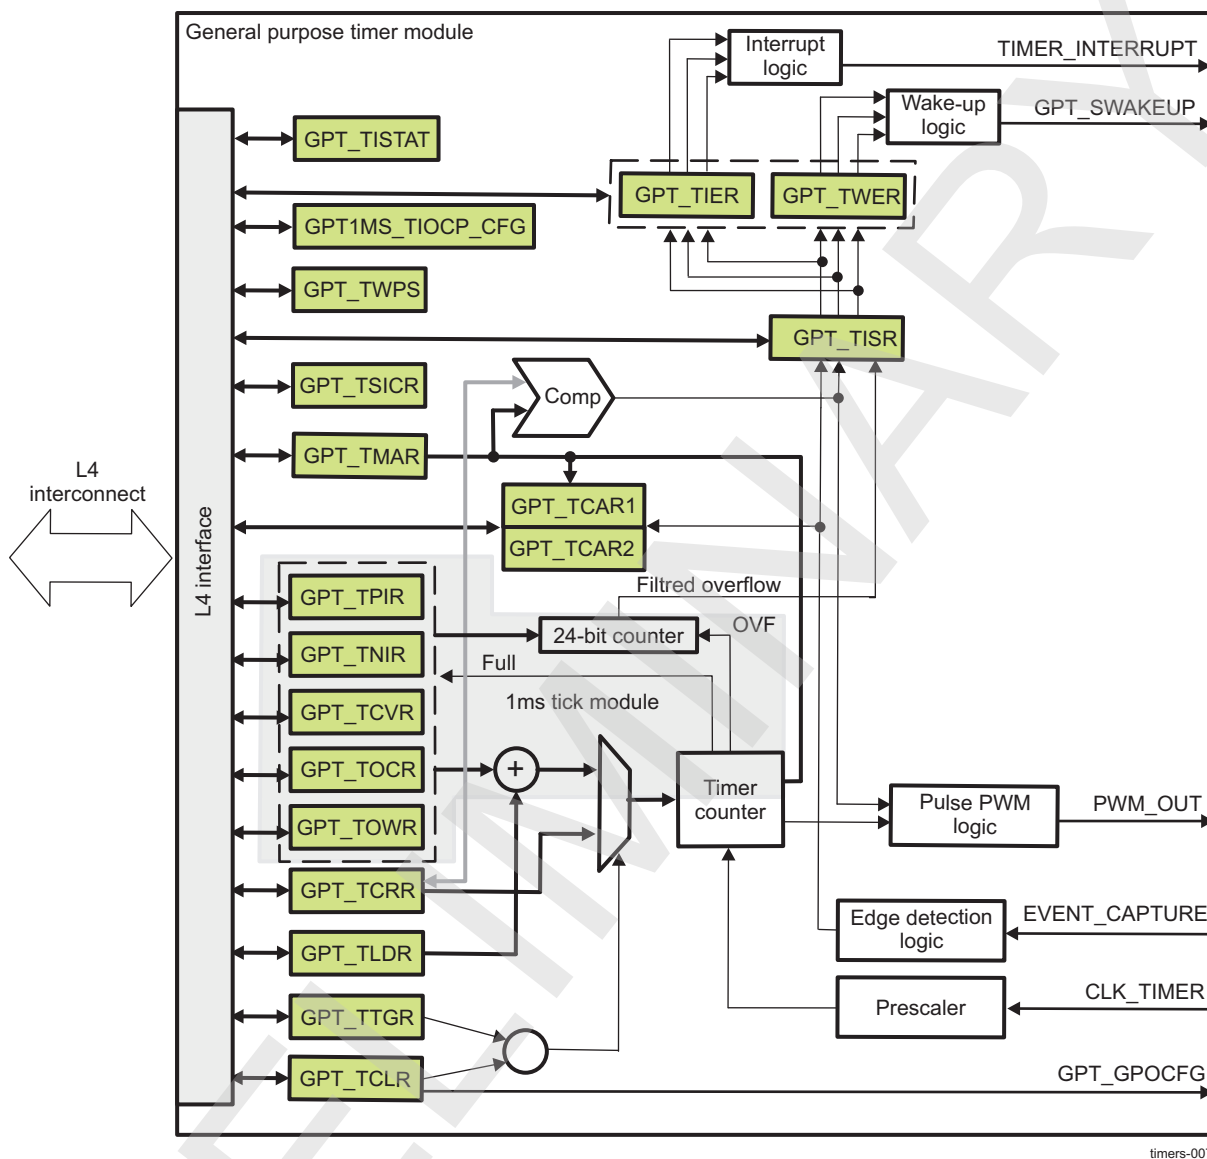 General purpose timer module
Interrupt
logic
TIMER_INTERRUPT
Wake-up
logic
GPT_SWAKEUP
GPT_TISTAT
GPT_TIER
GPT_TWER
GPT1MS_TIOCP_CFG
GPT_TWPS
GPT_TISR
GPT_TSICR
Comp
GPT_TMAR
L4
interconnect
L4 interface
GPT_TCAR1
GPT_TCAR2
GPT_TPIR
Filtred overflow
24-bit counter
OVF
GPT_TNIR
Full
GPT_TCVR
1ms tick module
GPT_TOCR
+
Timer
counter
GPT_TOWR
Pulse PWM
logic
PWM_OUT
GPT_TCRR
Edge detection
logic
EVENT_CAPTURE
GPT_TLDR
CLK_TIMER
Prescaler
GPT_TTGR
GPT_TCLR
GPT_GPOCFG
timers-007